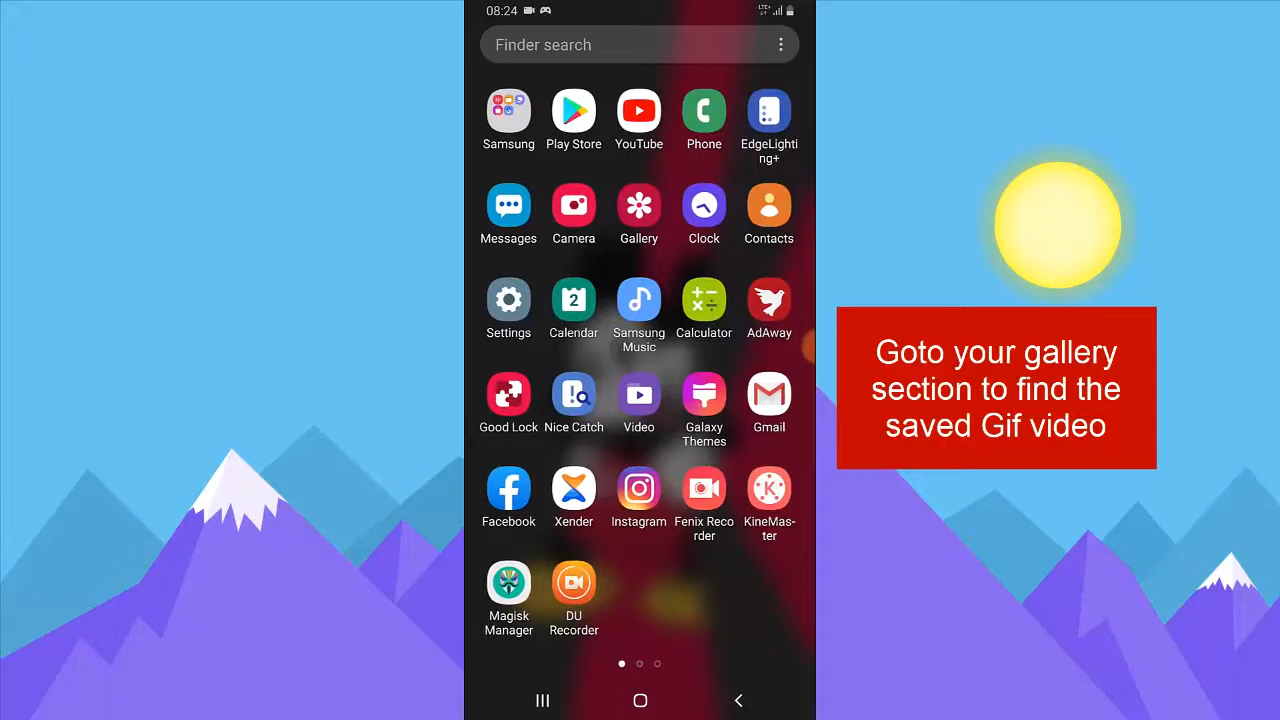 08:24
LTE+
Finder search
Samsung
Play Store
YouTube
Phone
EdgeLighti
ng+
Messages
Camera
Gallery
Clock
Contacts
2
Settings
Calendar
Samsung
Music
Calculator
AdAway
Good Lock
Nice Catch
Video
Galaxy
Themes
Gmail
Facebook
Xender
Instagram
Fenix Reco
rder
K
KineMas-
ter
Magisk
Manager
DU
Recorder
Goto your gallery
section to find the
saved Gif video